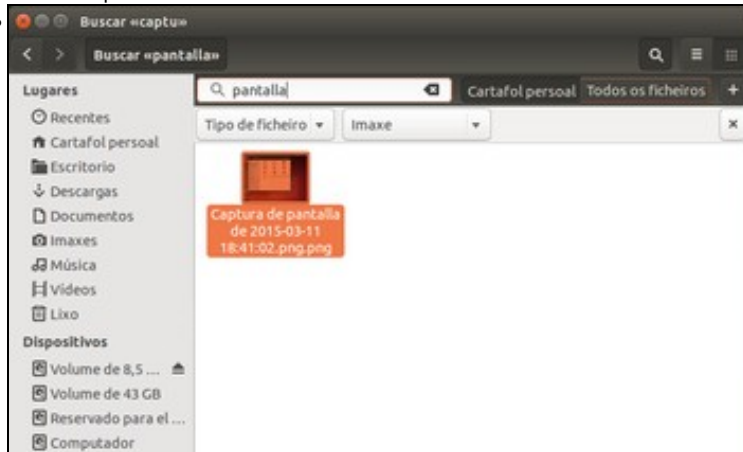 Buscar «captu»
Buscar «pantalla»
Lugares
Recentes
Cartafol persoal
Escritorio
Descargas
Documentos
Imaxes
Música
Vídeos
Lixo
Dispositivos
Volume de 8,5 ...
Volume de 43 GB
Reservado para el ...
Computador
pantalla
Cartafol persoal
Todos os ficheiros
Tipo de ficheiro
Imaxe
Captura de pantalla
de 2015-03-11
18:41:02.png.png